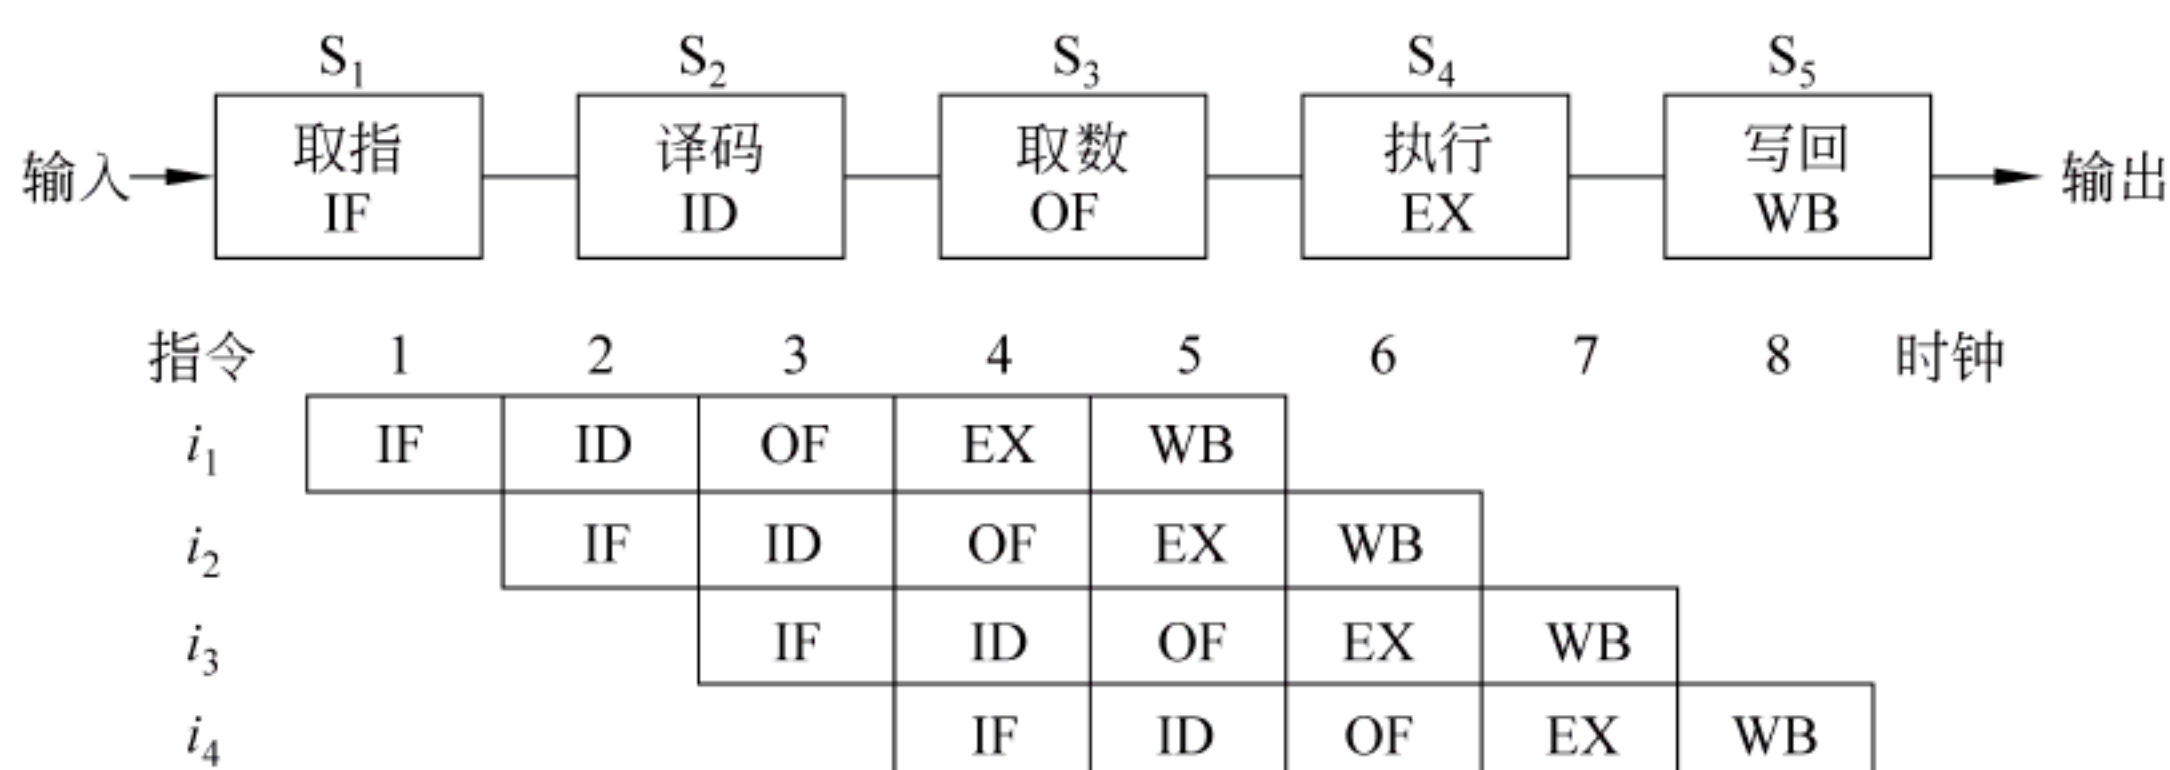 S1 S2 S3 S4 S5
输入 取指 译码 取数 执行 写回 输出
IF ID OF EX WB
指令 1 2 3 4 5 6 7 8 时钟
i1 IF ID OF EX WB
i2 IF ID OF EX WB
i3 IF ID OF EX WB
i4 IF ID OF EX WB